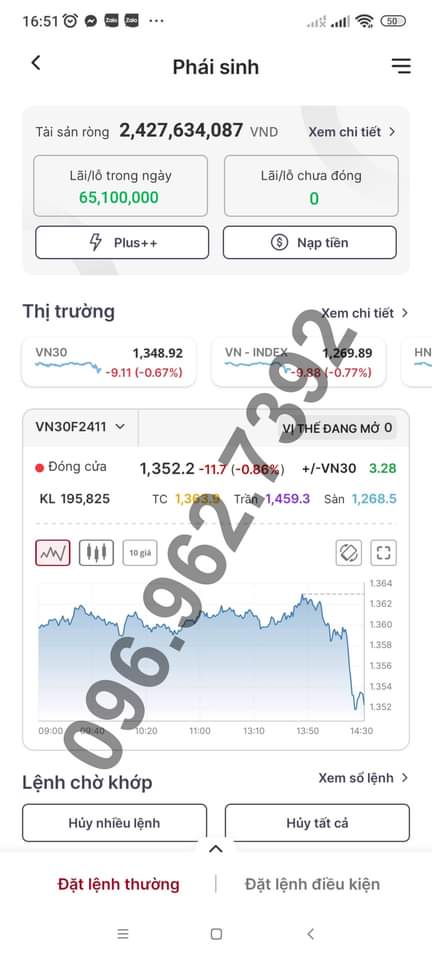 16:51 Zalo Zalo ... 50
Phái sinh
Tài sản ròng 2,427,634,087 VND Xem chi tiết >
Lãi/lỗ trong ngày Lãi/lỗ chưa đóng
65,100,000 0
Plus++ Nạp tiền
Thị trường Xem chi tiết >
VN30 1,348.92 VN - INDEX 1,269.89 HN
-9.11 (-0.67%) -9.88 (-0.77%)
VN30F2411 VỊ THẾ ĐANG MỞ 0
Đóng cửa 1,352.2 -11.7 (-0.86%) +/-VN30 3.28
KL 195,825 TC 1,363.9 Trần 1,459.3 Sàn 1,268.5
10 giá
1.364
1.362
1.360
1.358
1.356
1.354
1.352
09:00 09:40 10:20 11:00 13:10 13:50 14:30
096.962.7392
Lệnh chờ khớp Xem sổ lệnh >
Hủy nhiều lệnh Hủy tất cả
Đặt lệnh thường | Đặt lệnh điều kiện